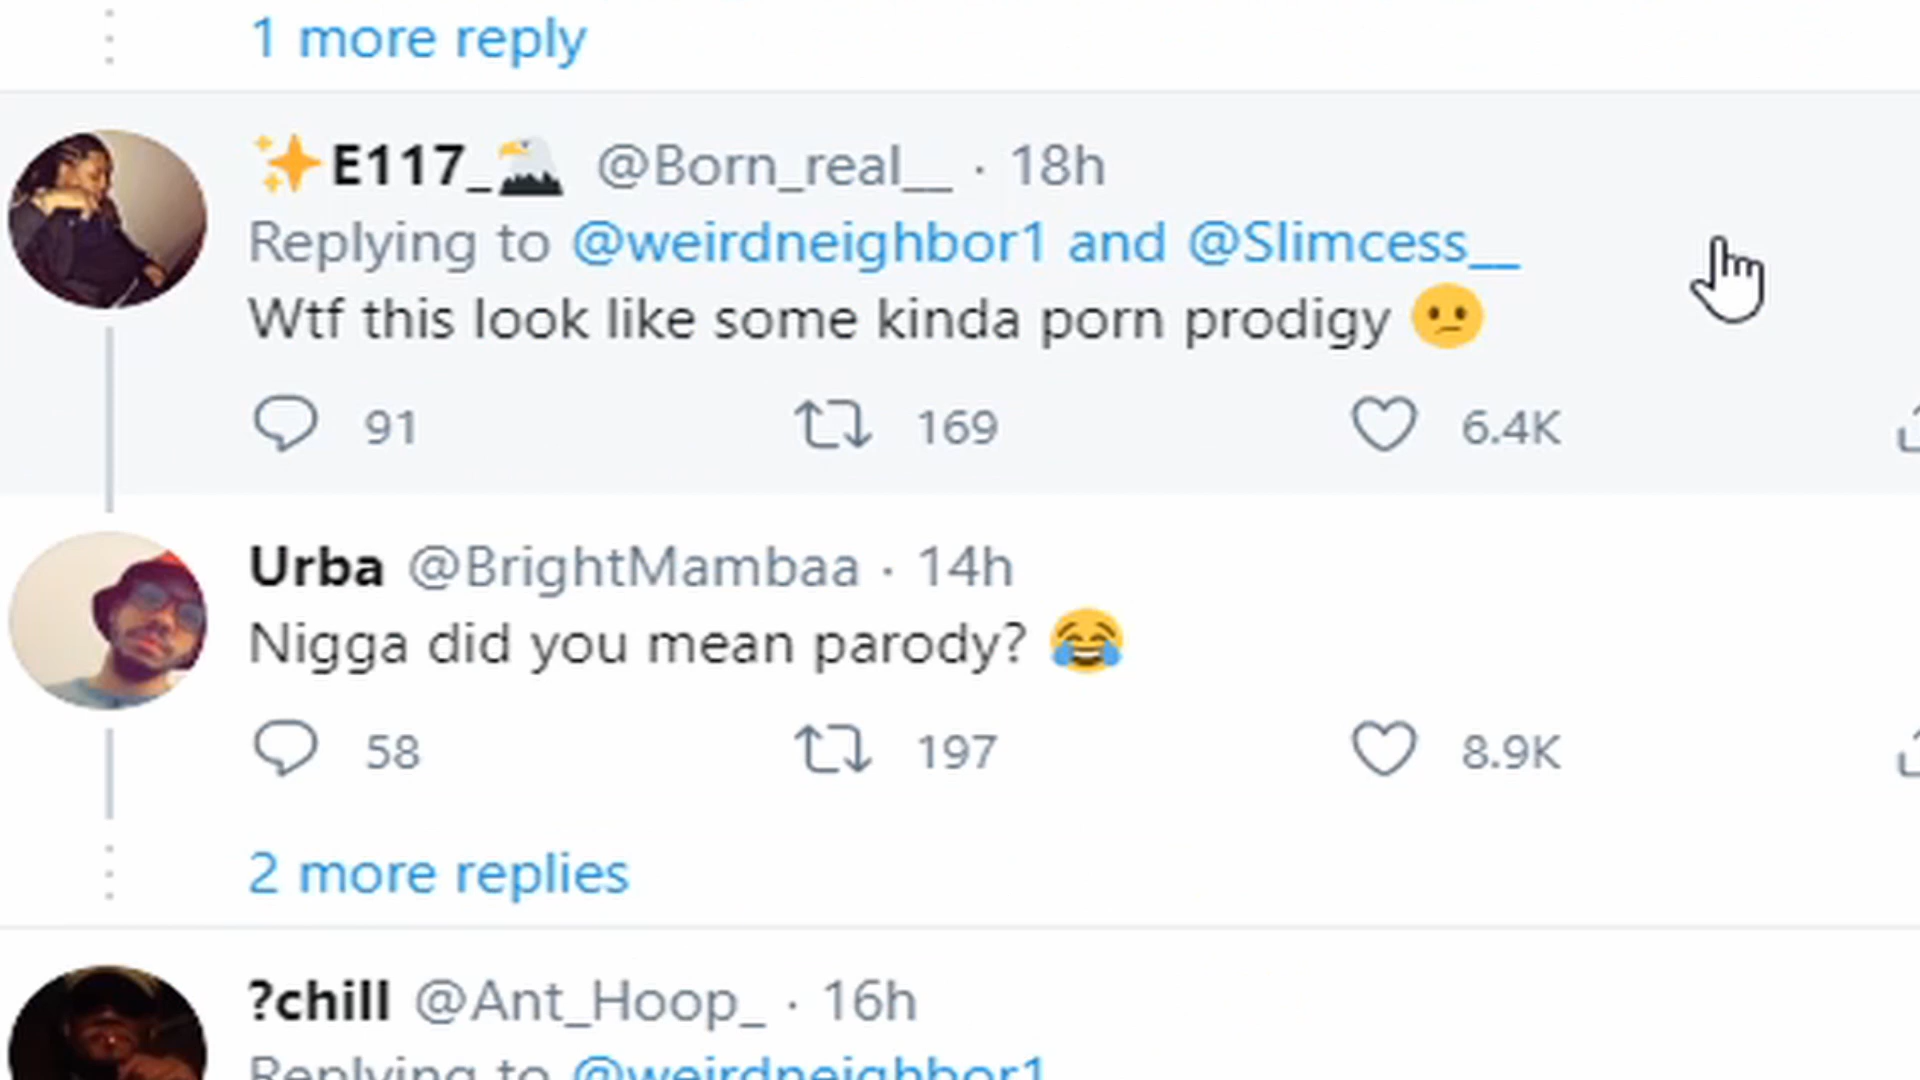 1 more reply
✨E117_🦅 @Born_real__ · 18h
Replying to @weirdneighbor1 and @Slimcess__
Wtf this look like some kinda porn prodigy 😕
91 169 6.4K
Urba @BrightMambaa · 14h
Nigga did you mean parody? 😂
58 197 8.9K
2 more replies
?chill @Ant_Hoop_ · 16h
Replying to @weirdneighbor1